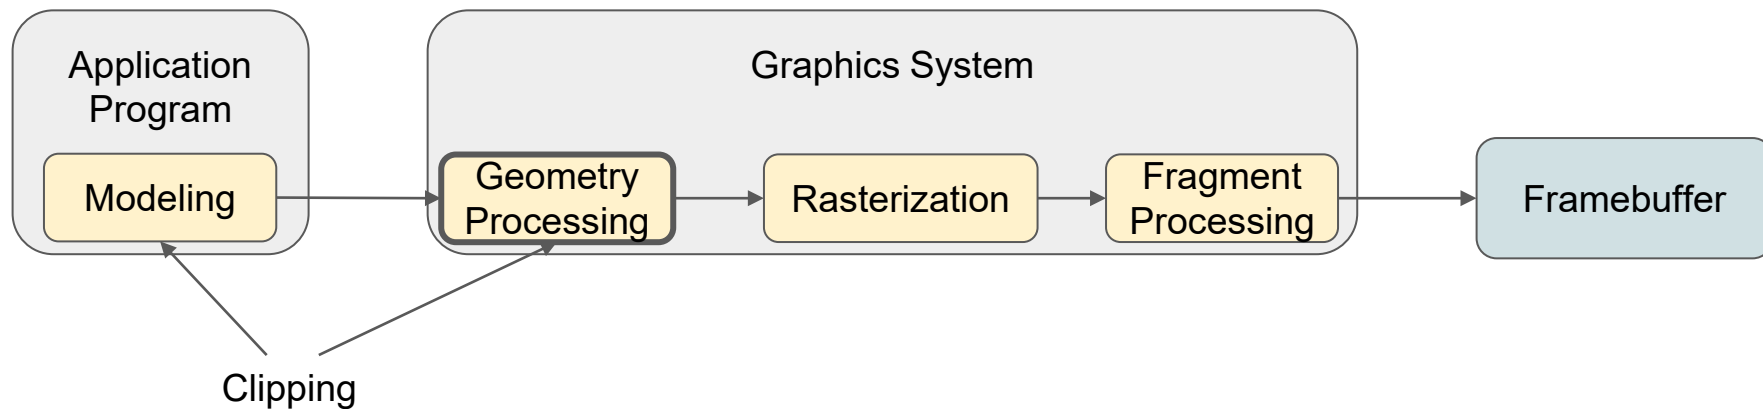 Application
Program
Graphics System
Modeling
Geometry
Processing
Rasterization
Fragment
Processing
Framebuffer
Clipping